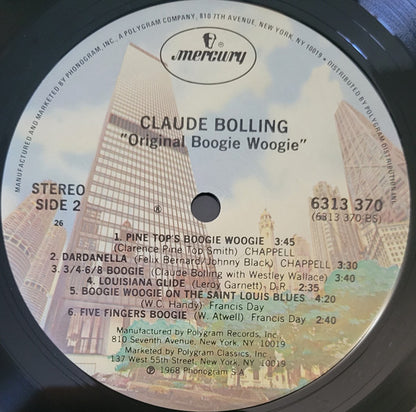 MANUFACTURED AND MARKETED BY PHONOGRAM, INC., A POLYGRAM COMPANY, 810 7TH AVENUE, NEW YORK, NY 10019 • DISTRIBUTED BY POLYGRAM DISTRIBUTION, INC.
mercury
CLAUDE BOLLING
"Original Boogie Woogie"
STEREO
SIDE 2
26
6313 370
(6313 370 BS)
1. PINE TOP'S BOOGIE WOOGIE 3:45
(Clarence Pine Top Smith) CHAPPELL
2. DARDANELLA (Felix Bernard/Johnny Black) CHAPPELL 3:30
3. 3/4·6/8 BOOGIE (Claude Bolling with Westley Wallace) 3:40
4. LOUISIANA GLIDE (Leroy Garnett) D.R 2:35
5. BOOGIE WOOGIE ON THE SAINT LOUIS BLUES 4:20
(W.C. Handy) Francis Day
6. FIVE FINGERS BOOGIE (W. Atwell) Francis Day 2:50
Manufactured by Polygram Records, Inc.
810 Seventh Avenue, New York, N.Y. 10019
Marketed by Polygram Classics, Inc.
137 West 55th Street, New York, N.Y. 10019
Ⓟ 1968 Phonogram S A